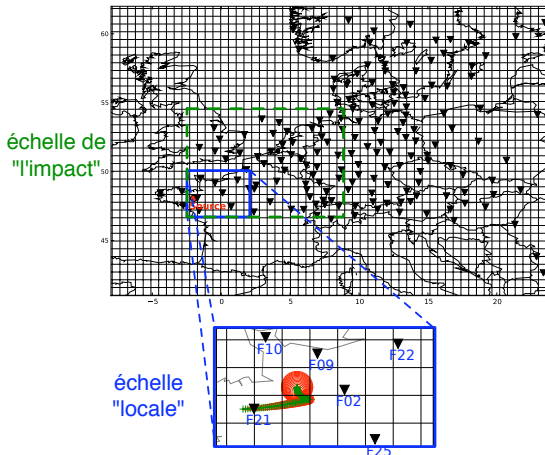 60
55
50
45
−5
0
5
10
15
20
échelle de
"l'impact"
source
échelle
"locale"
F10
F09
F22
F02
F21
F25